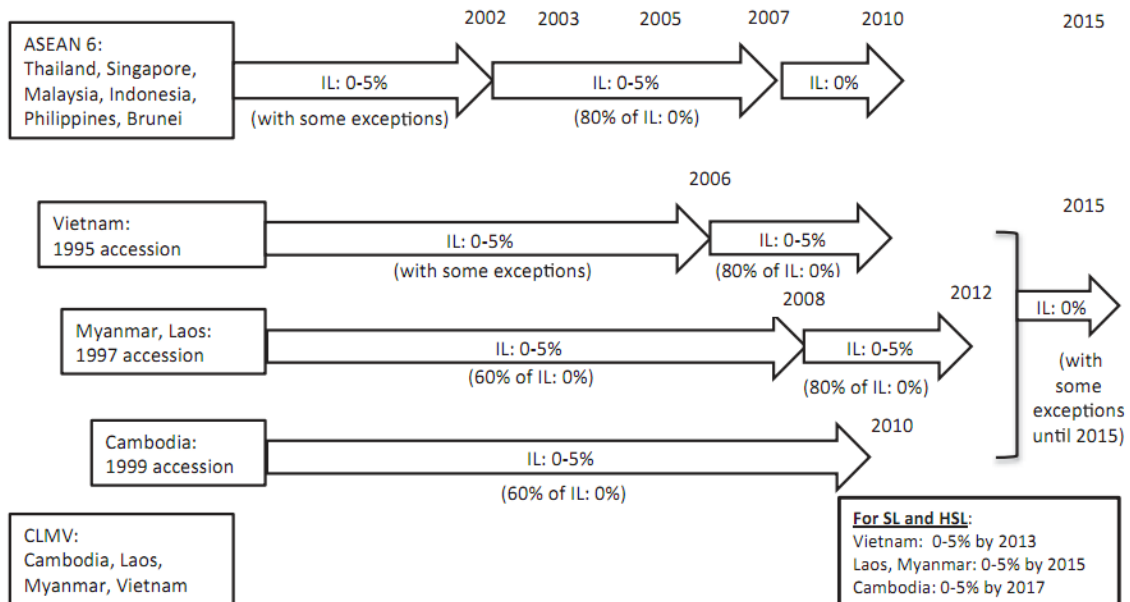 2002 2003 2005 2007 2010 2015
ASEAN 6:
Thailand, Singapore,
Malaysia, Indonesia,
Philippines, Brunei
IL: 0-5%
(with some exceptions)
IL: 0-5%
(80% of IL: 0%)
IL: 0%
2006
2015
Vietnam:
1995 accession
IL: 0-5%
(with some exceptions)
IL: 0-5%
(80% of IL: 0%)
2008
2012
Myanmar, Laos:
1997 accession
IL: 0-5%
(60% of IL: 0%)
IL: 0-5%
(80% of IL: 0%)
IL: 0%
(with
some
exceptions
until 2015)
2010
Cambodia:
1999 accession
IL: 0-5%
(60% of IL: 0%)
CLMV:
Cambodia, Laos,
Myanmar, Vietnam
For SL and HSL:
Vietnam: 0-5% by 2013
Laos, Myanmar: 0-5% by 2015
Cambodia: 0-5% by 2017